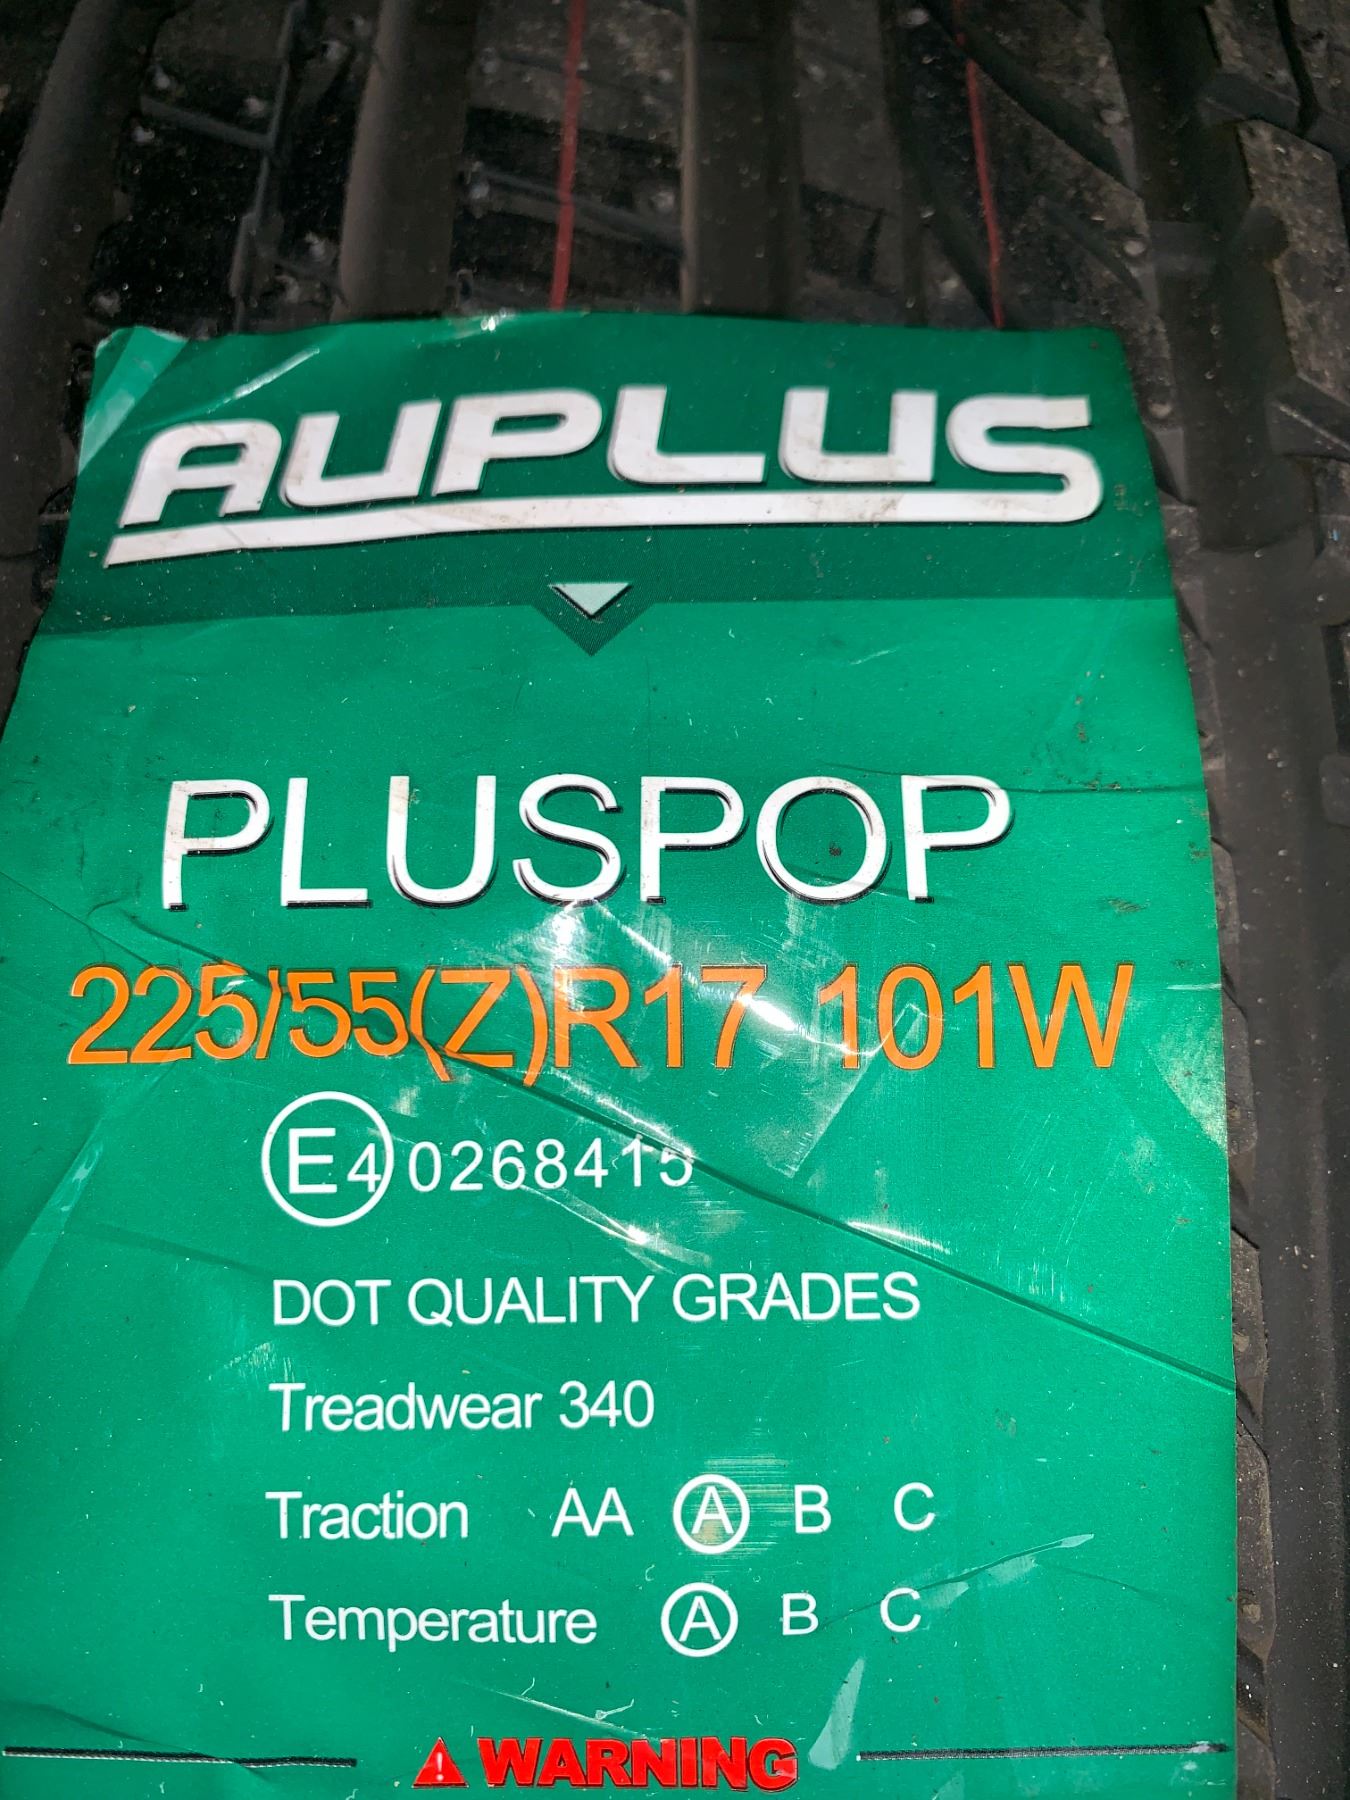 AUPLUS
PLUSPOP
225/55(Z)R17 101W
E4 0268415
DOT QUALITY GRADES
Treadwear 340
Traction AA A B C
Temperature A B C
WARNING